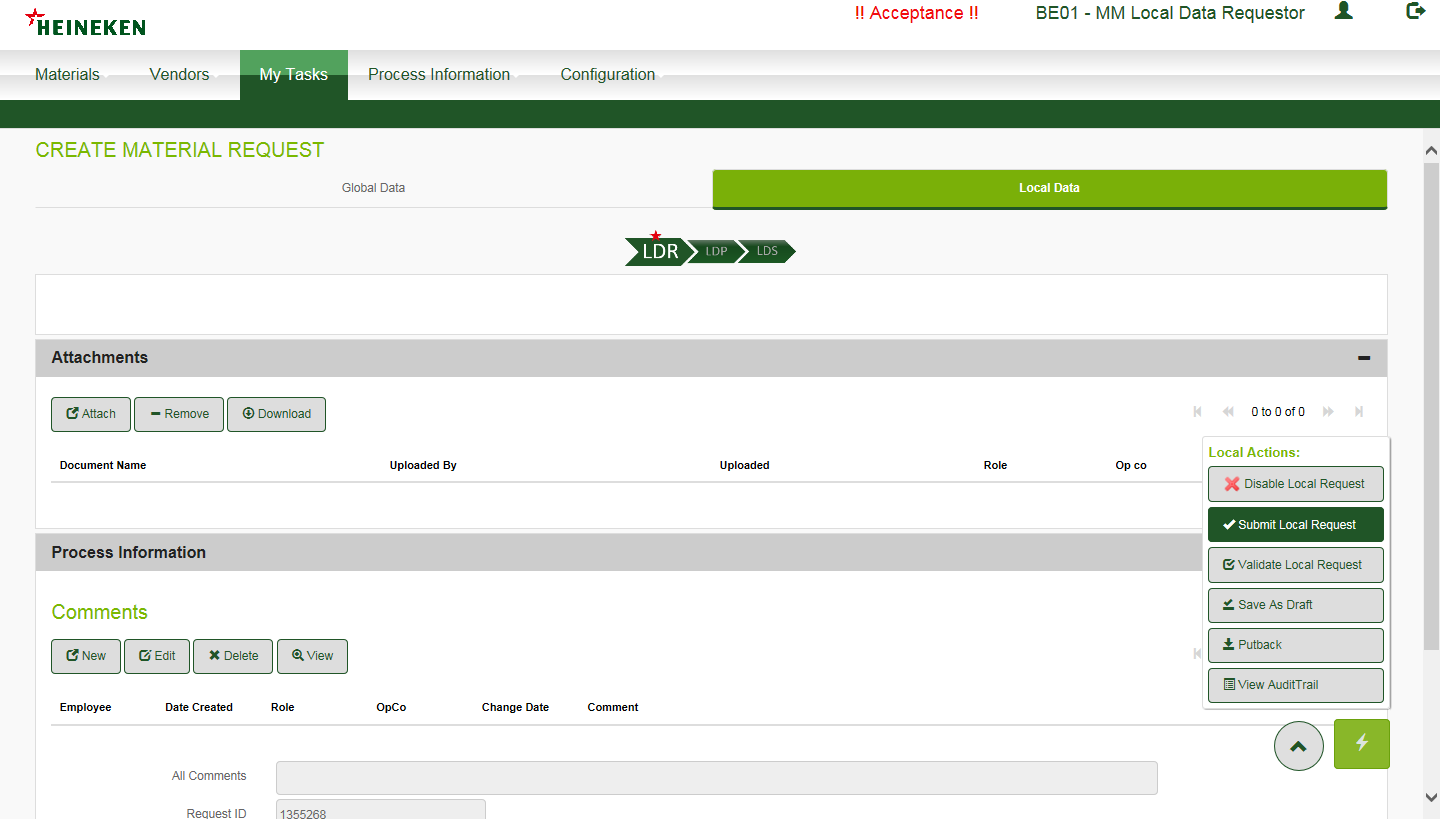 HEINEKEN
!! Acceptance !!
BE01 - MM Local Data Requestor
Materials
Vendors
My Tasks
Process Information
Configuration
CREATE MATERIAL REQUEST
Global Data
Local Data
LDR
LDP
LDS
Attachments
Attach
Remove
Download
0 to 0 of 0
Document Name
Uploaded By
Uploaded
Role
Op co
Local Actions:
Disable Local Request
Submit Local Request
Validate Local Request
Save As Draft
Putback
View AuditTrail
Process Information
Comments
New
Edit
Delete
View
Employee
Date Created
Role
OpCo
Change Date
Comment
All Comments
Request ID
1355268